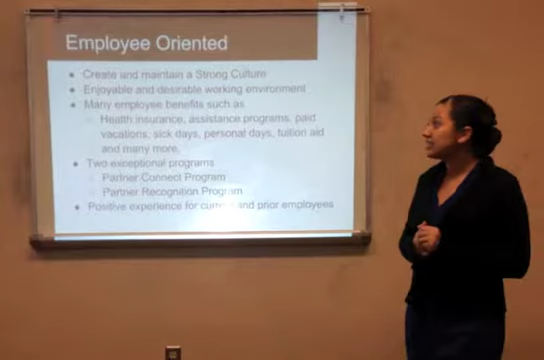 Employee Oriented
Create and maintain a Strong Culture
Enjoyable and desirable working environment
Many employee benefits such as
Health insurance, assistance programs, paid
vacations, sick days, personal days, tuition aid
and many more.
Two exceptional programs
Partner Connect Program
Partner Recognition Program
Positive experience for current and prior employees